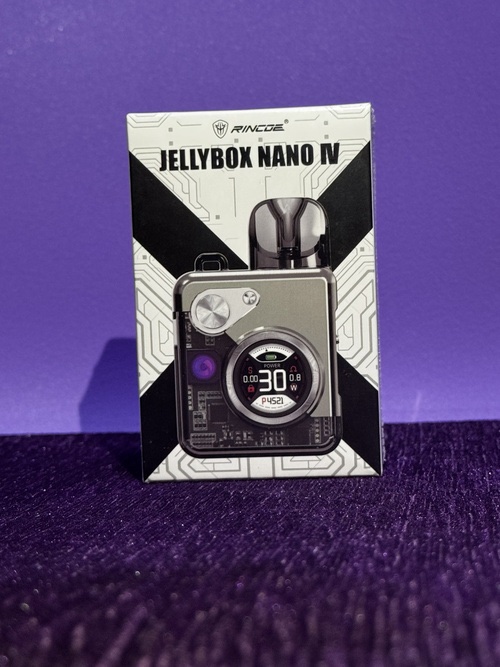 RINCOE®
JELLYBOX NANO IV
POWER
S
0.00
30
Ω
0.8
W
P4521